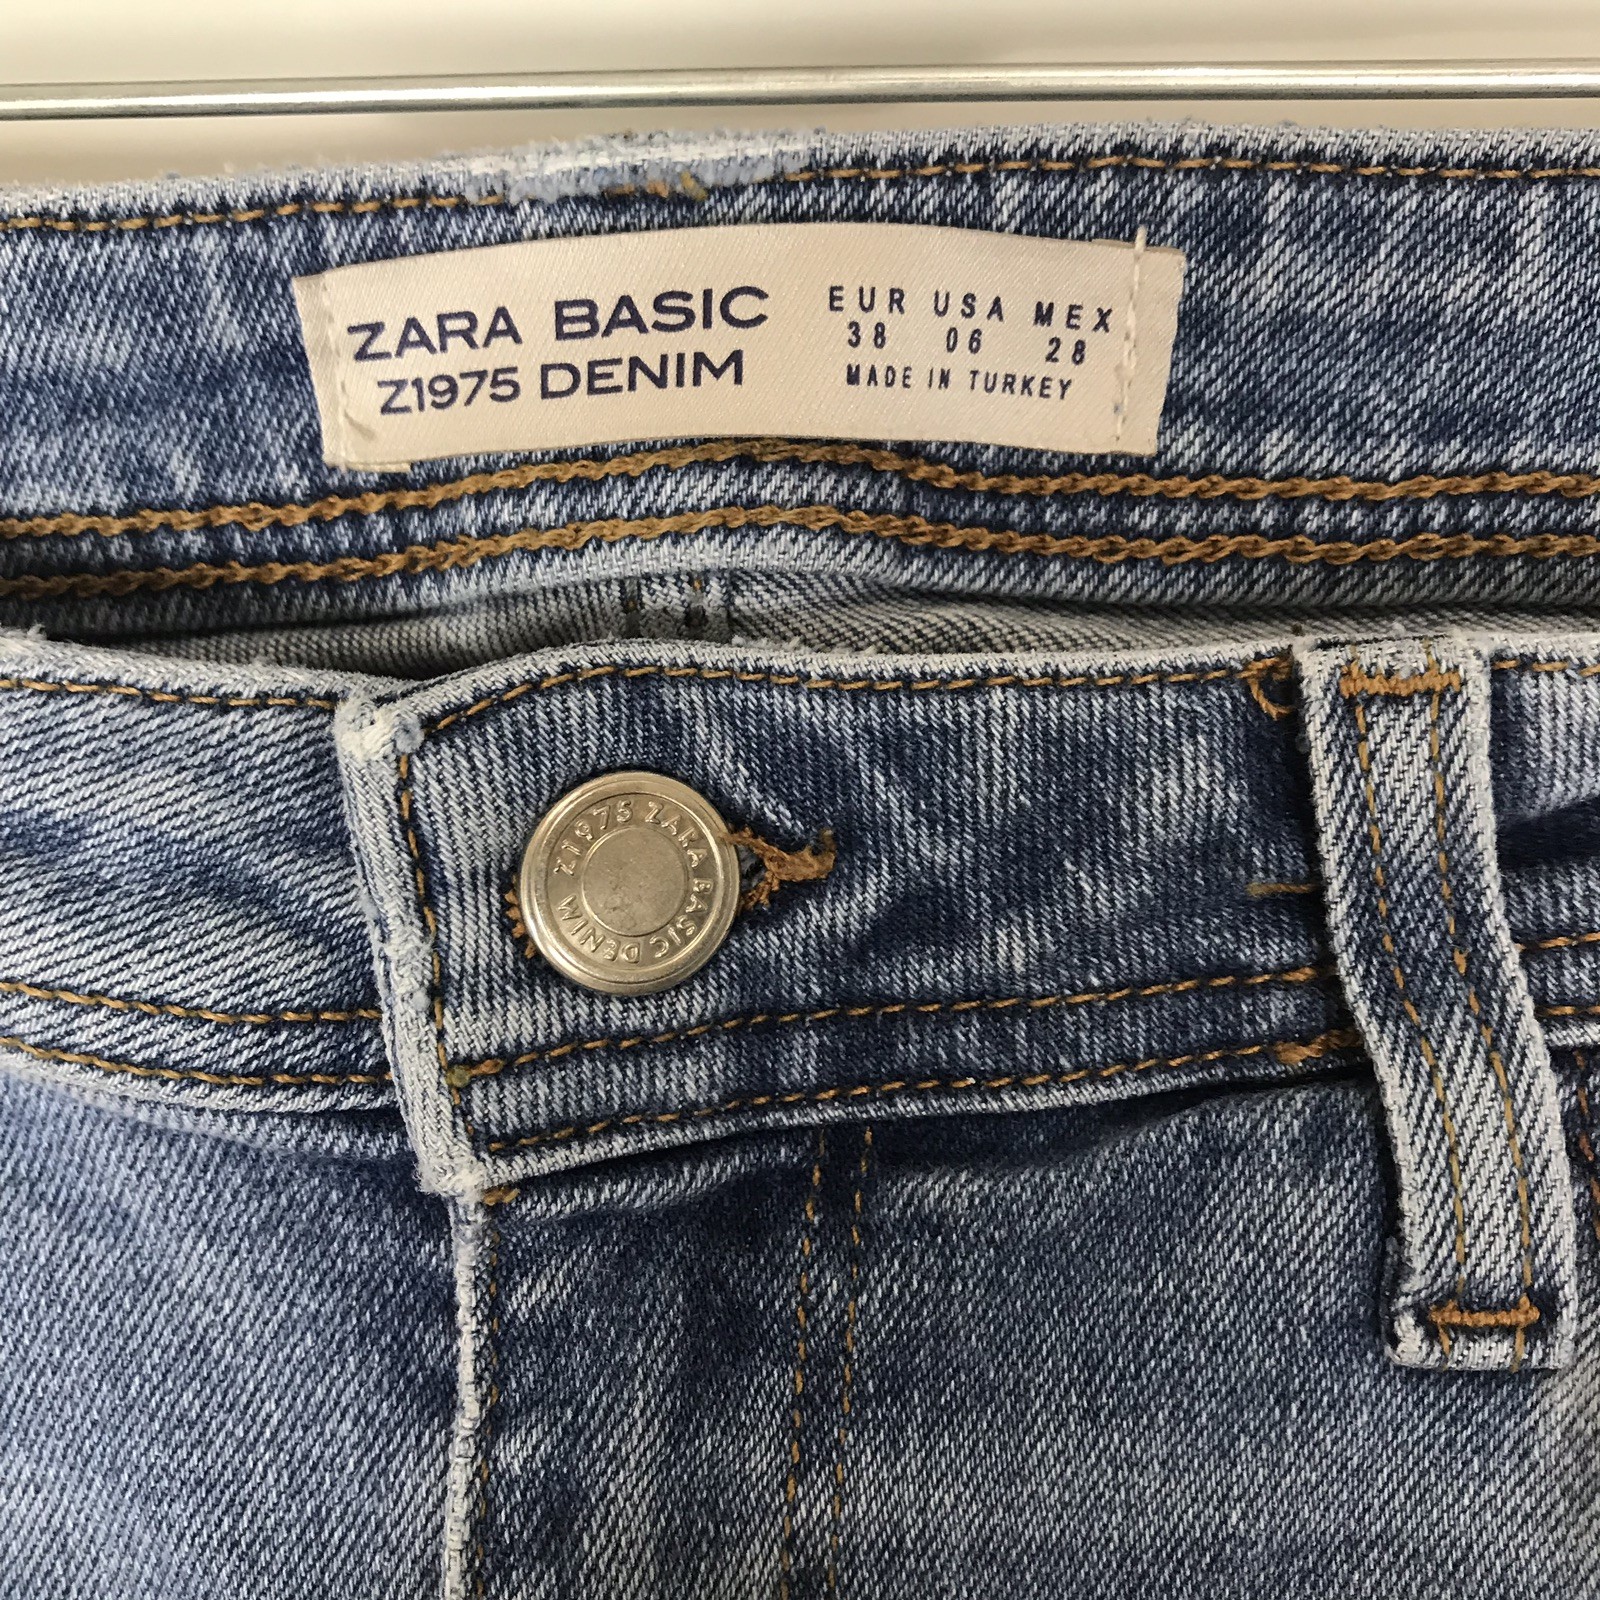 ZARA BASIC
Z1975 DENIM
EUR USA MEX
38 06 28
MADE IN TURKEY
Z1975 ZARA BASIC DENIM